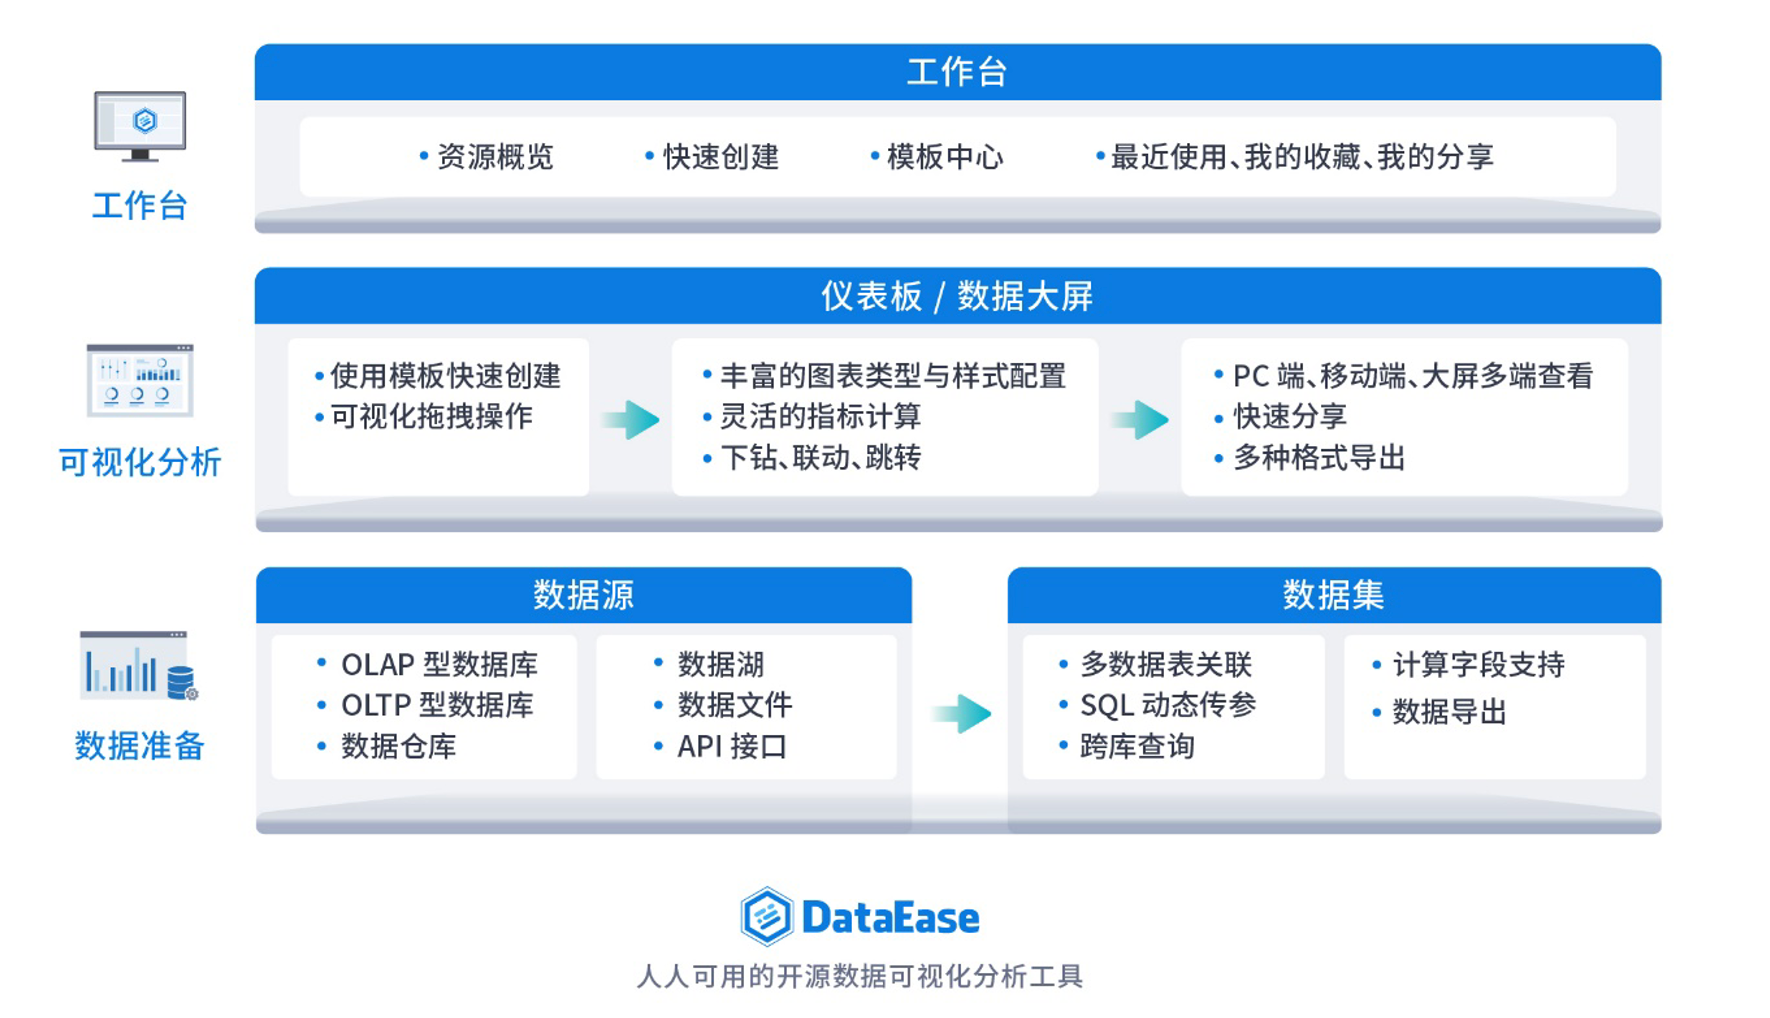 工作台
工作台
• 资源概览
• 快速创建
• 模板中心
• 最近使用、我的收藏、我的分享
可视化分析
仪表板 / 数据大屏
• 使用模板快速创建
• 可视化拖拽操作
• 丰富的图表类型与样式配置
• 灵活的指标计算
• 下钻、联动、跳转
• PC 端、移动端、大屏多端查看
• 快速分享
• 多种格式导出
数据准备
数据源
• OLAP 型数据库
• OLTP 型数据库
• 数据仓库
• 数据湖
• 数据文件
• API 接口
数据集
• 多数据表关联
• SQL 动态传参
• 跨库查询
• 计算字段支持
• 数据导出
DataEase
人人可用的开源数据可视化分析工具